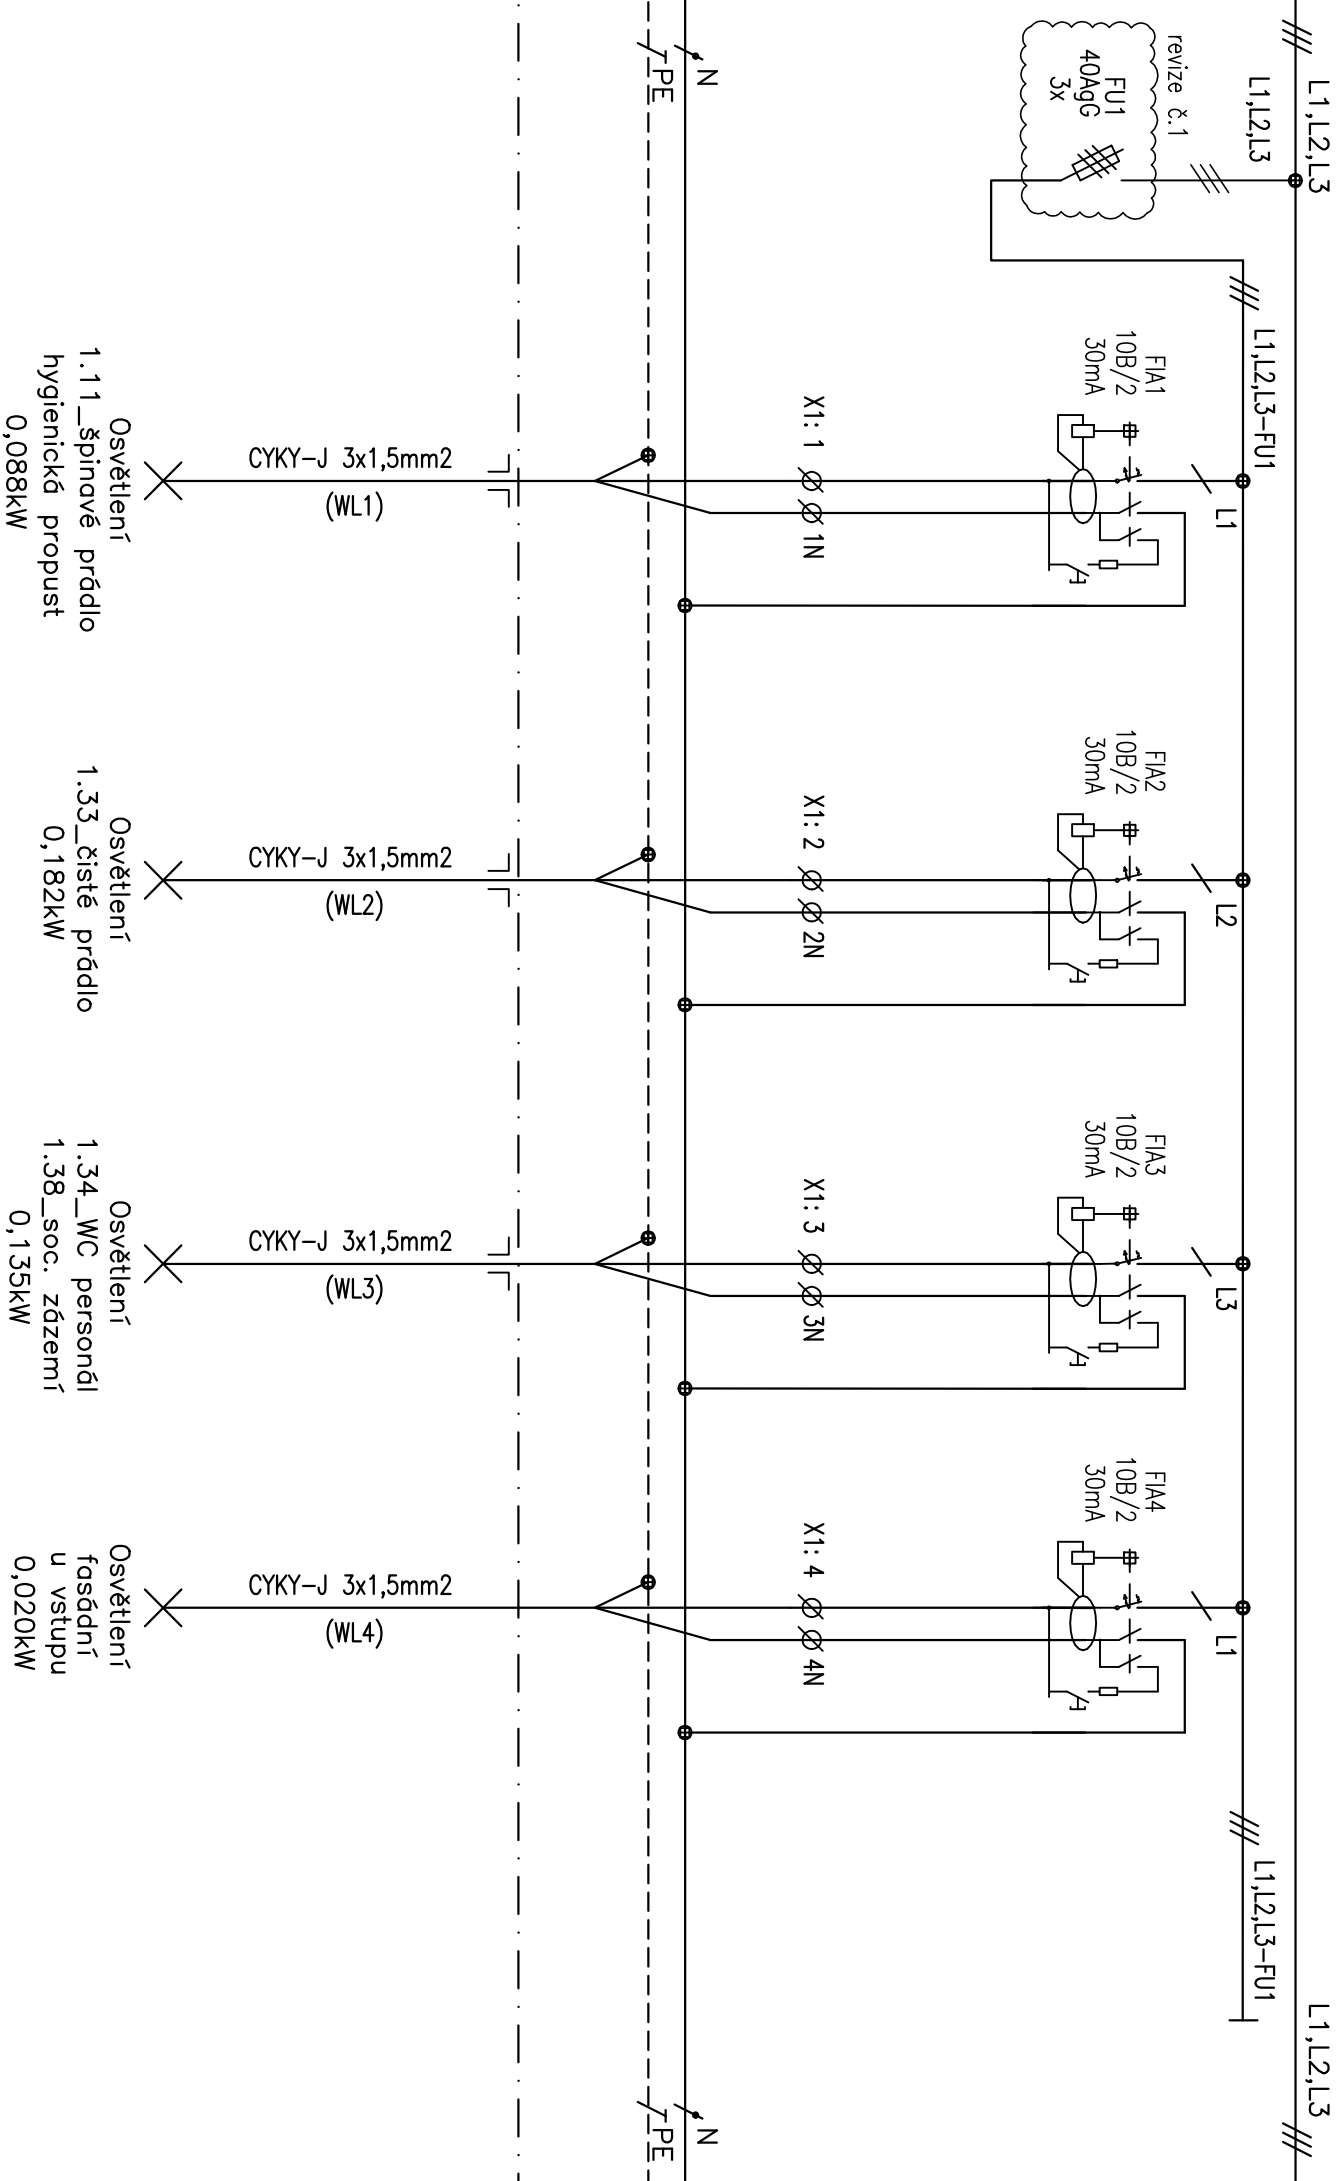 L1,L2,L3
L1,L2,L3
L1,L2,L3
revize č.1
FU1
40AgG
3x
L1,L2,L3-FU1
L1,L2,L3-FU1
FIA1
10B/2
30mA
L1
FIA2
10B/2
30mA
L2
FIA3
10B/2
30mA
L3
FIA4
10B/2
30mA
L1
X1: 1
1N
X1: 2
2N
X1: 3
3N
X1: 4
4N
N
PE
N
PE
CYKY-J 3x1,5mm2
(WL1)
CYKY-J 3x1,5mm2
(WL2)
CYKY-J 3x1,5mm2
(WL3)
CYKY-J 3x1,5mm2
(WL4)
Osvětlení
1.11_špinavé prádlo
hygienická propust
0,088kW
Osvětlení
1.33_čisté prádlo
0,182kW
Osvětlení
1.34_WC personál
1.38_soc. zázemí
0,135kW
Osvětlení
fasádní
u vstupu
0,020kW